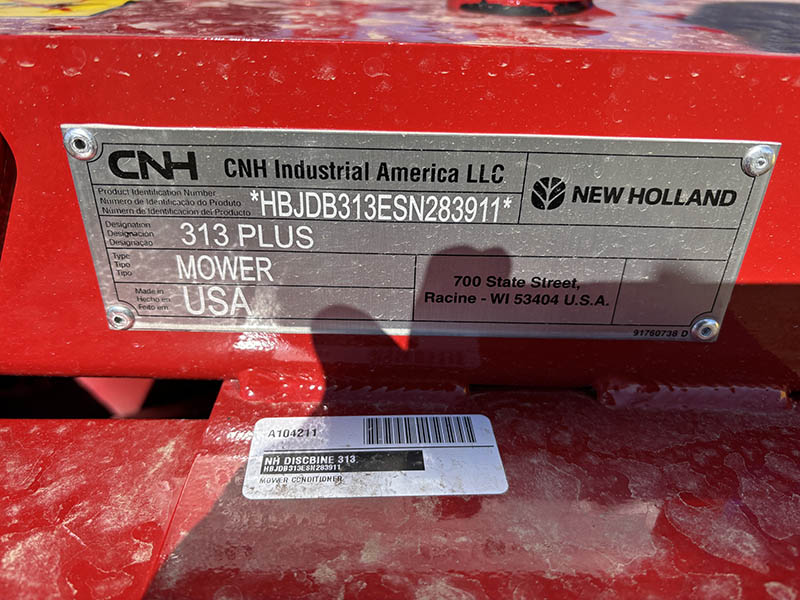 CNH CNH Industrial America LLC
Product Identification Number
Número de Identificação do Produto
Número de Identificación del Producto
*HBJDB313ESN283911*
NEW HOLLAND
Designation
Designación
Designação
313 PLUS
Type
Tipo
Tipo
MOWER
Made in
Hecho en
Feito em
USA
700 State Street,
Racine - WI 53404 U.S.A.
91760738 D
A104211
NH DISCBINE 313
HBJDB313ESN283911
MOWER CONDITIONER